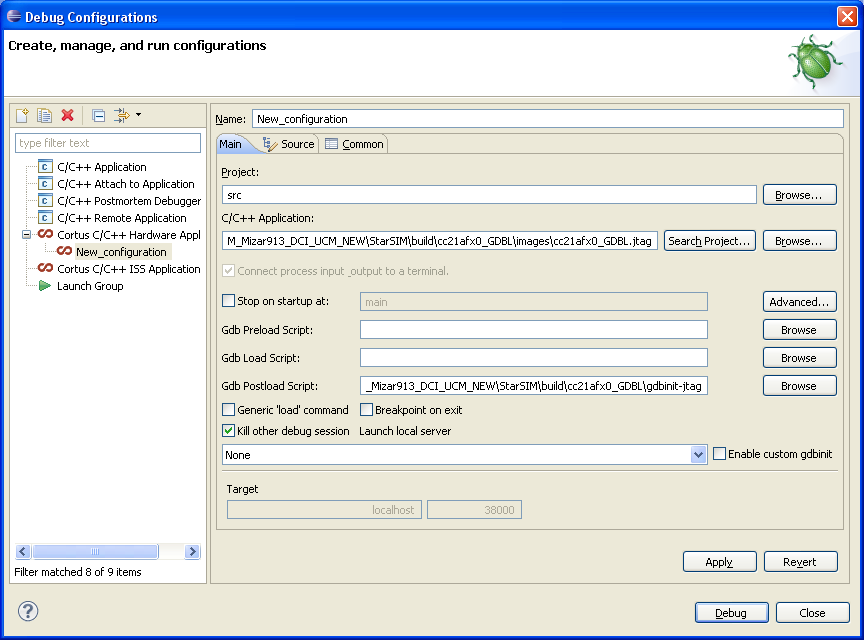 Debug Configurations
Create, manage, and run configurations
type filter text
C/C++ Application
C/C++ Attach to Application
C/C++ Postmortem Debugger
C/C++ Remote Application
Cortus C/C++ Hardware Appl
New_configuration
Cortus C/C++ ISS Application
Launch Group
Filter matched 8 of 9 items
Name: New_configuration
Main Source Common
Project:
src Browse...
C/C++ Application:
M_Mizar913_DCI_UCM_NEW\StarSIM\build\cc21afx0_GDBL\images\cc21afx0_GDBL.jtag Search Project... Browse...
Connect process input _output to a terminal.
Stop on startup at: main Advanced...
Gdb Preload Script: Browse
Gdb Load Script: Browse
Gdb Postload Script: _Mizar913_DCI_UCM_NEW\StarSIM\build\cc21afx0_GDBL\gdbinit-jtag Browse
Generic 'load' command Breakpoint on exit
Kill other debug session Launch local server
None Enable custom gdbinit
Target
localhost 38000
Apply Revert
? Debug Close